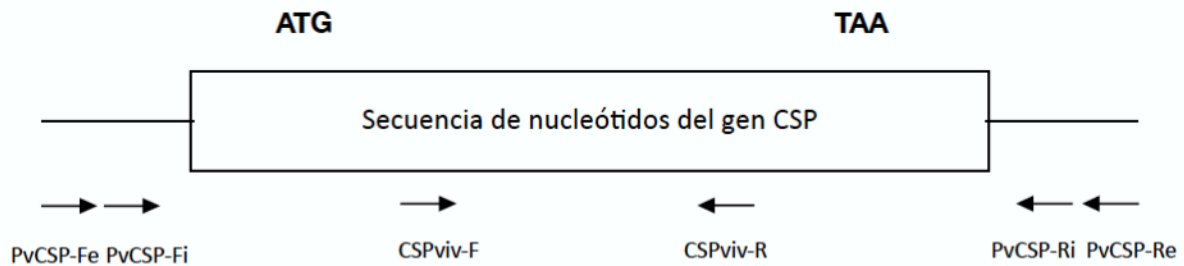 ATG TAA
Secuencia de nucleótidos del gen CSP
PvCSP-Fe PvCSP-Fi CSPviv-F CSPviv-R PvCSP-Ri PvCSP-Re